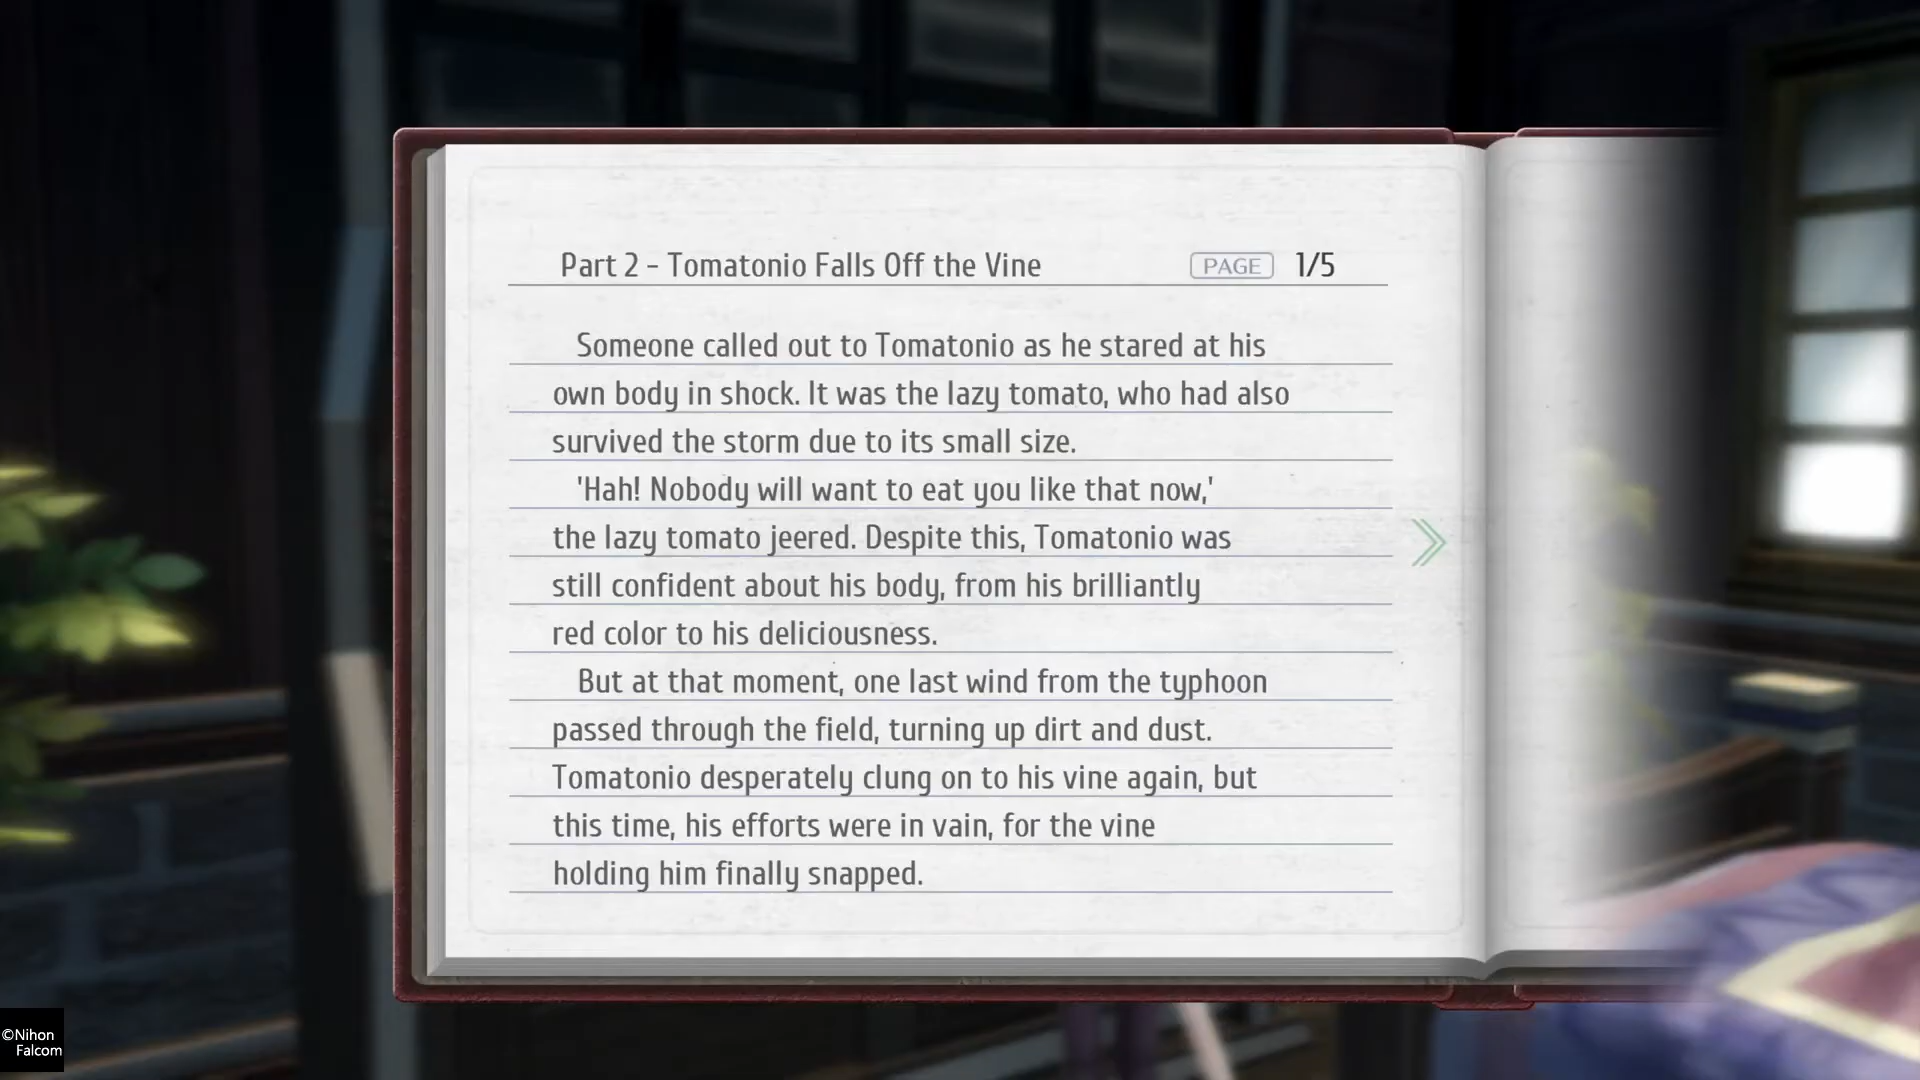 Part 2 - Tomatonio Falls Off the Vine PAGE 1/5
Someone called out to Tomatonio as he stared at his
own body in shock. It was the lazy tomato, who had also
survived the storm due to its small size.
'Hah! Nobody will want to eat you like that now,'
the lazy tomato jeered. Despite this, Tomatonio was
still confident about his body, from his brilliantly
red color to his deliciousness.
But at that moment, one last wind from the typhoon
passed through the field, turning up dirt and dust.
Tomatonio desperately clung on to his vine again, but
this time, his efforts were in vain, for the vine
holding him finally snapped.
©Nihon
Falcom